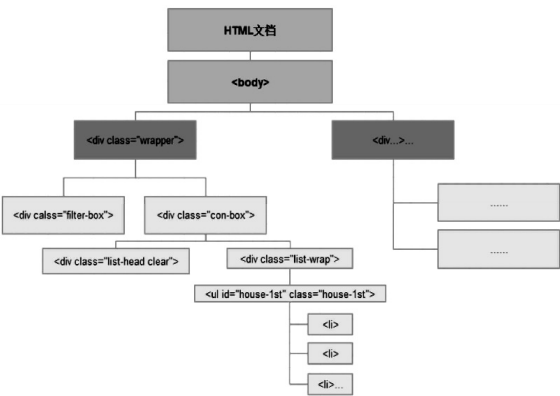 HTML文档
<body>
<div class="wrapper">
<div...>...
<div calss="filter-box">
<div class="con-box">
......
<div class="list-head clear">
<div class="list-wrap">
......
<ul id="house-1st" class="house-1st">
<li>
<li>
<li>...